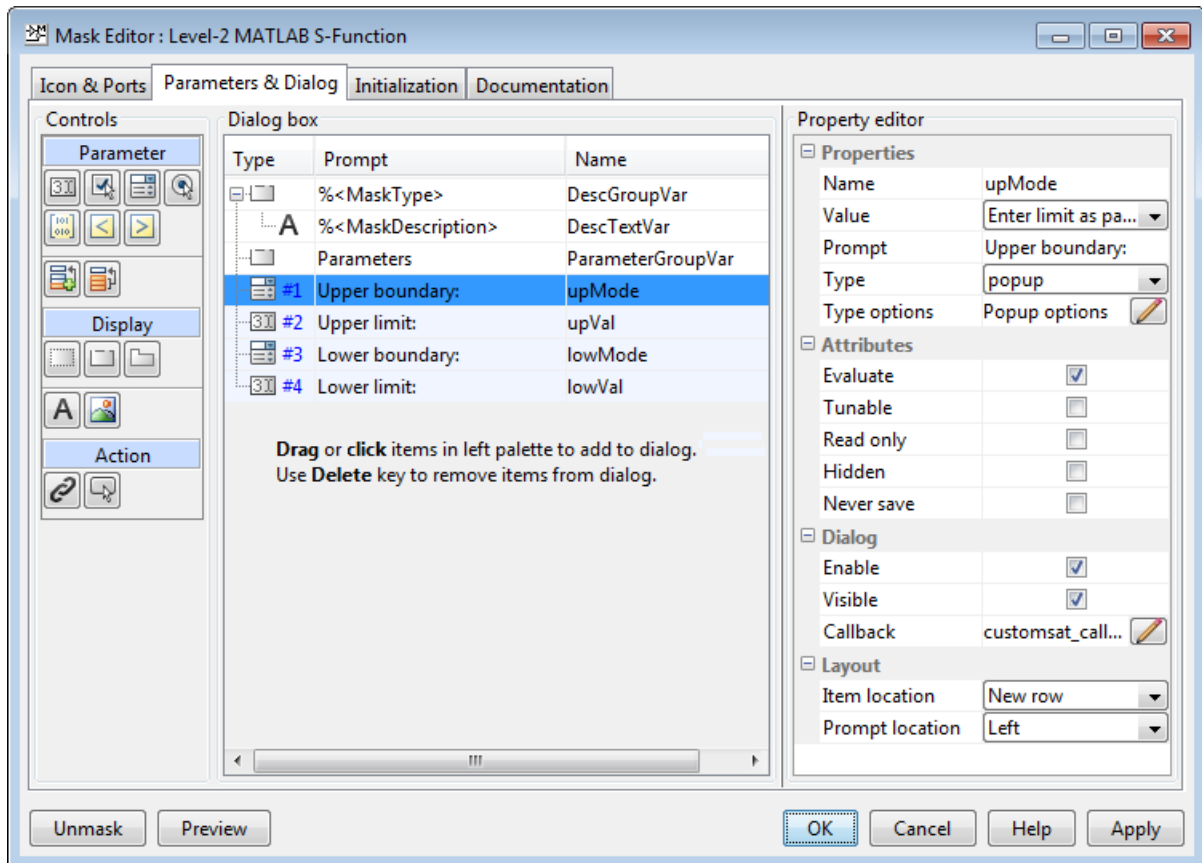 Mask Editor : Level-2 MATLAB S-Function
Icon & Ports Parameters & Dialog Initialization Documentation
Controls
Parameter
Display
A
Action
Dialog box
Type Prompt Name
%<MaskType> DescGroupVar
A %<MaskDescription> DescTextVar
Parameters ParameterGroupVar
#1 Upper boundary: upMode
#2 Upper limit: upVal
#3 Lower boundary: lowMode
#4 Lower limit: lowVal
Drag or click items in left palette to add to dialog.
Use Delete key to remove items from dialog.
Property editor
Properties
Name upMode
Value Enter limit as pa...
Prompt Upper boundary:
Type popup
Type options Popup options
Attributes
Evaluate
Tunable
Read only
Hidden
Never save
Dialog
Enable
Visible
Callback customsat_call...
Layout
Item location New row
Prompt location Left
Unmask Preview OK Cancel Help Apply